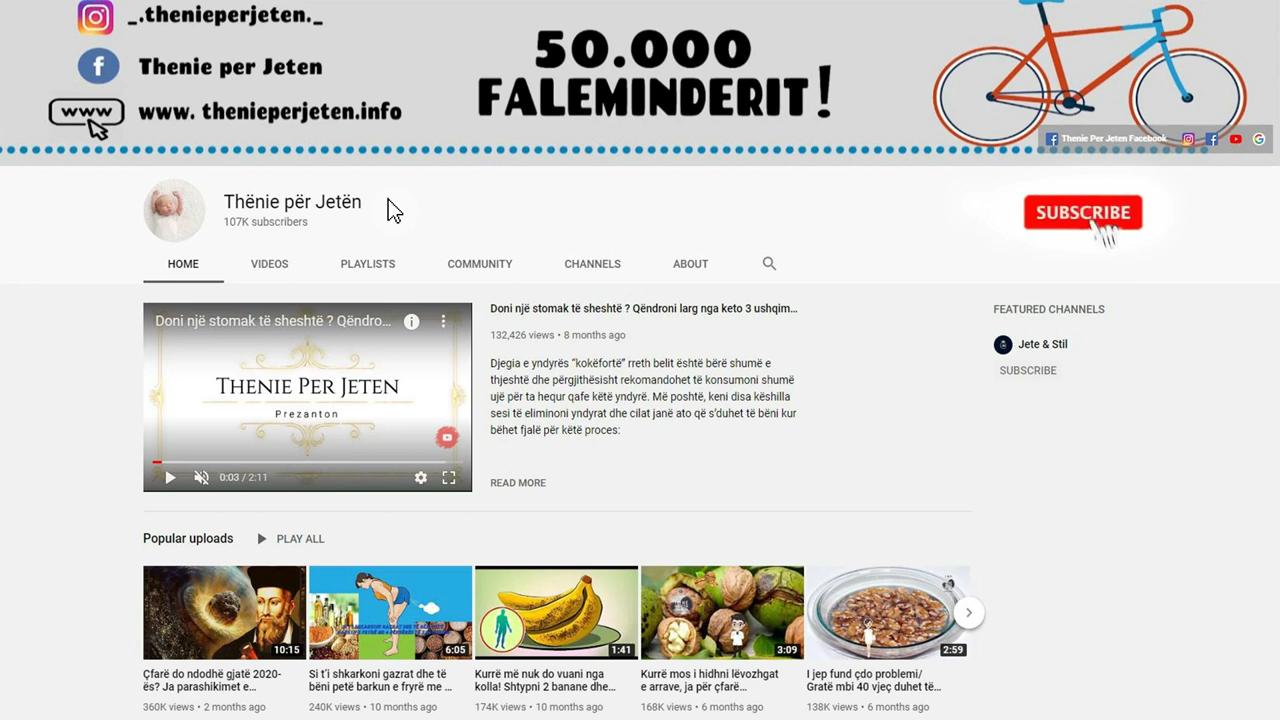 _.thenieperjeten._
Thenie per Jeten
www
www. thenieperjeten.info
50.000
FALEMINDERIT!
Thenie Per Jeten Facebook
Thënie për Jetën
107K subscribers
SUBSCRIBE
HOME VIDEOS PLAYLISTS COMMUNITY CHANNELS ABOUT
Doni një stomak të sheshtë ? Qëndro...
THENIE PER JETEN
Prezanton
0:03 / 2:11
Doni një stomak të sheshtë ? Qëndroni larg nga keto 3 ushqim...
132,426 views • 8 months ago
Djegia e yndyrës “kokëfortë” rreth belit është bërë shumë e
thjeshtë dhe përgjithësisht rekomandohet të konsumoni shumë
ujë për ta hequr qafe këtë yndyrë. Më poshtë, keni disa këshilla
sesi të eliminoni yndyrat dhe cilat janë ato që s’duhet të bëni kur
bëhet fjalë për këtë proces:
READ MORE
FEATURED CHANNELS
Jete & Stil
SUBSCRIBE
Popular uploads PLAY ALL
10:15
Çfarë do ndodhë gjatë 2020-
ës? Ja parashikimet e...
360K views • 2 months ago
6:05
Si t’i shkarkoni gazrat dhe të
bëni petë barkun e fryrë me ...
240K views • 10 months ago
1:41
Kurrë më nuk do vuani nga
kolla! Shtypni 2 banane dhe...
174K views • 10 months ago
3:09
Kurrë mos i hidhni lëvozhgat
e arrave, ja për çfarë...
168K views • 6 months ago
2:59
I jep fund çdo problemi/
Gratë mbi 40 vjeç duhet të...
138K views • 6 months ago